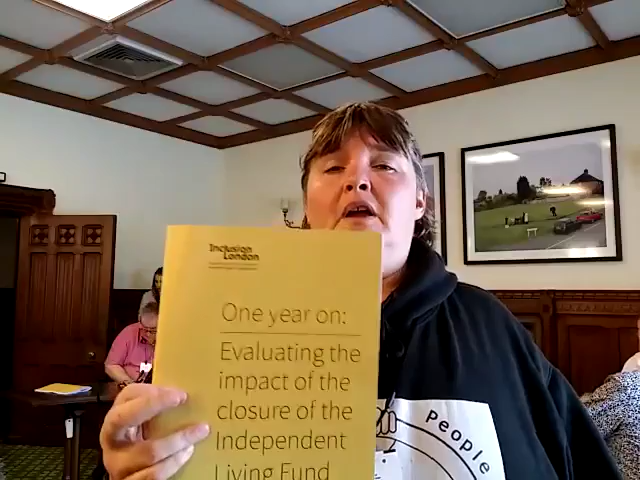 Inclusion
London
One year on:
Evaluating the
impact of the
closure of the
Independent
Living Fund
People